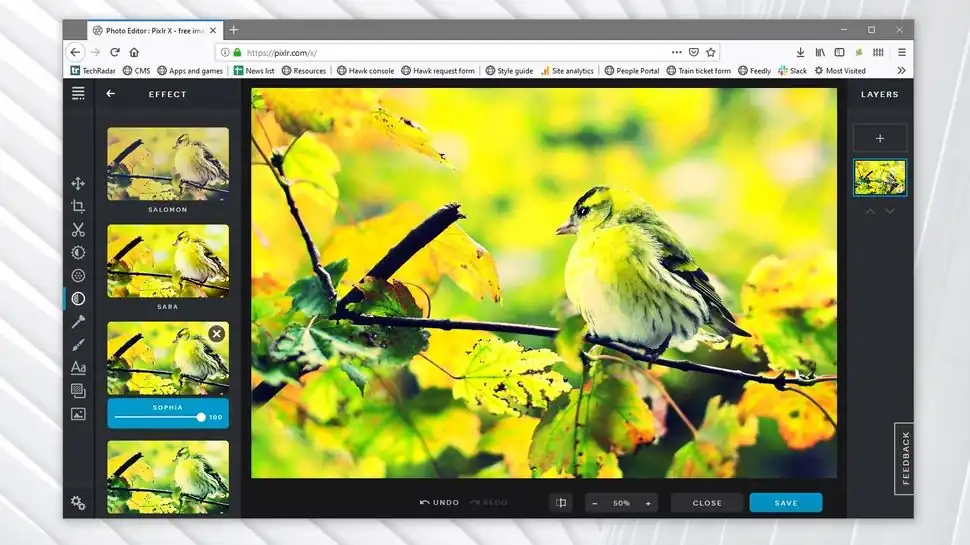 Photo Editor : Pixlr X - free ima
https://pixlr.com/x/
TechRadar CMS Apps and games News list Resources Hawk console Hawk request form Style guide Site analytics People Portal Train ticket form Feedly Slack Most Visited
EFFECT
LAYERS
SALOMON
SARA
SOPHIA
100
Aa
FEEDBACK
UNDO REDO 50% CLOSE SAVE